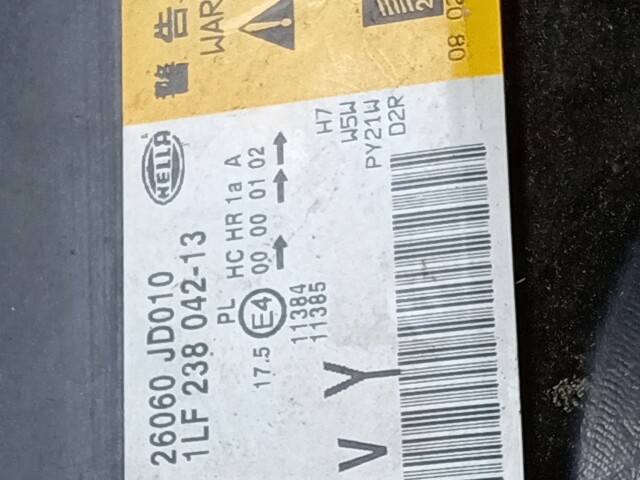 警告
WAR
2
08 02
HELLA
26060 JD010
1LF 238 042-13
PL HC HR 1a A
17.5 E4 00 00 01 02
11384
11385
H7
W5W
PY21W
D2R
V Y